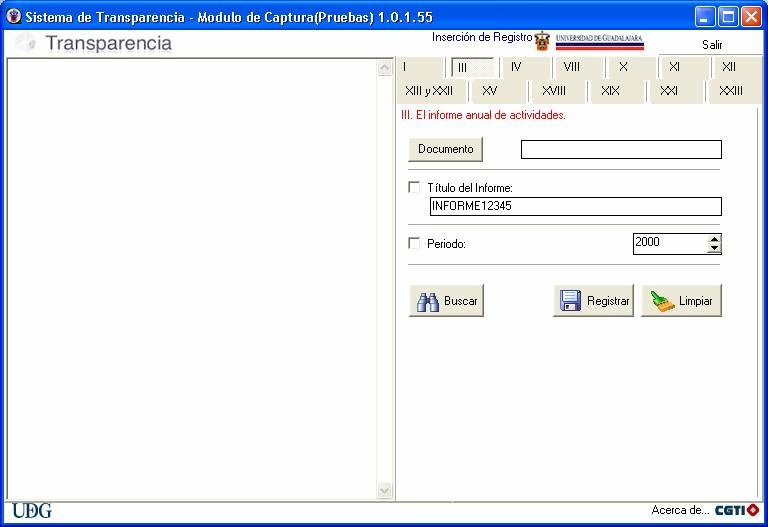 Sistema de Transparencia - Modulo de Captura(Pruebas) 1.0.1.55
Transparencia
Inserción de Registro
UNIVERSIDAD DE GUADALAJARA
Salir
I III IV VIII X XI XII
XIII y XXII XV XVIII XIX XXI XXIII
III. El informe anual de actividades.
Documento
Título del Informe:
INFORME12345
Periodo:
2000
Buscar
Registrar
Limpiar
UDG
Acerca de...
CGTI